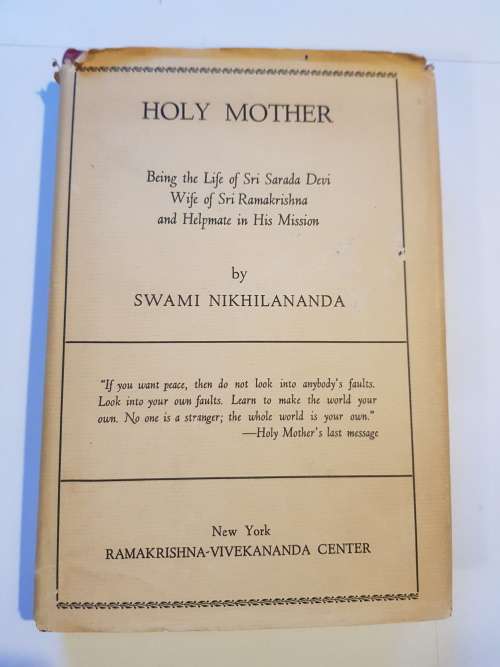 HOLY MOTHER
Being the Life of Sri Sarada Devi
Wife of Sri Ramakrishna
and Helpmate in His Mission
by
SWAMI NIKHILANANDA
“If you want peace, then do not look into anybody's faults.
Look into your own faults. Learn to make the world your
own. No one is a stranger; the whole world is your own.”
—Holy Mother's last message
New York
RAMAKRISHNA-VIVEKANANDA CENTER